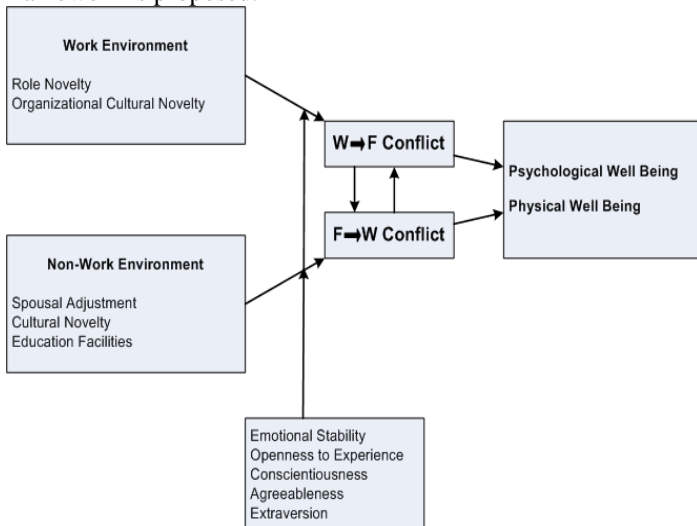 Work Environment
Role Novelty
Organizational Cultural Novelty
W➡F Conflict
Psychological Well Being
Physical Well Being
F➡W Conflict
Non-Work Environment
Spousal Adjustment
Cultural Novelty
Education Facilities
Emotional Stability
Openness to Experience
Conscientiousness
Agreeableness
Extraversion